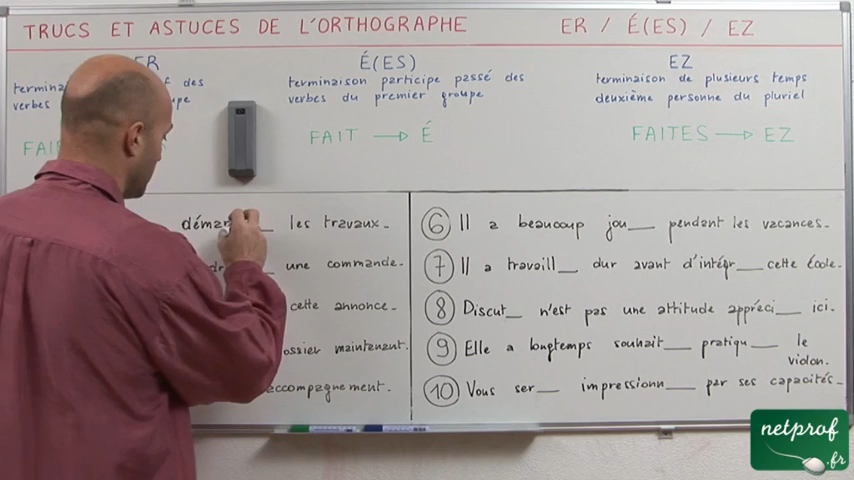 TRUCS ET ASTUCES DE L'ORTHOGRAPHE ER / É(ES) / EZ
ER
des
verbes
É(ES)
terminaison participe passé des
verbes du premier groupe
FAIT → É
EZ
terminaison de plusieurs temps
deuxième personne du pluriel
FAITES → EZ
les travaux.
une commande.
cette annonce.
maintenant.
accompagnement.
6 Il a beaucoup jou___ pendant les vacances.
7 Il a travaill___ dur avant d'intégr___ cette école.
8 Discut___ n'est pas une attitude appréci___ ici.
9 Elle a longtemps souhait___ pratiqu___ le
violon.
10 Vous ser___ impressionn___ par ses capacités.
netprof
.fr